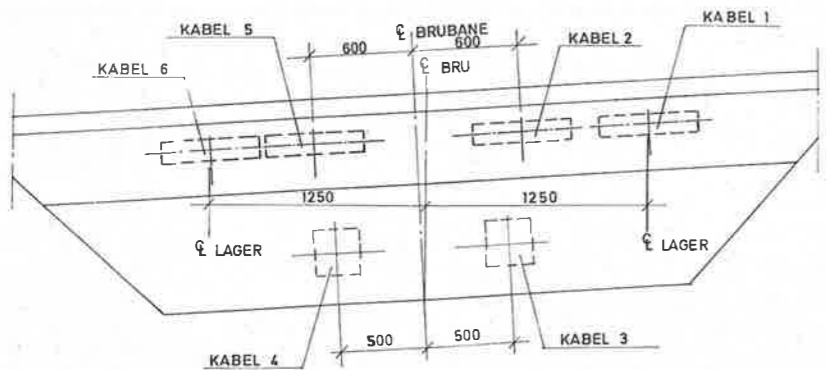 ℄ BRUBANE
KABEL 5
KABEL 1
600
600
KABEL 2
KABEL 6
℄ BRU
1250
1250
℄ LAGER
℄ LAGER
500
500
KABEL 3
KABEL 4